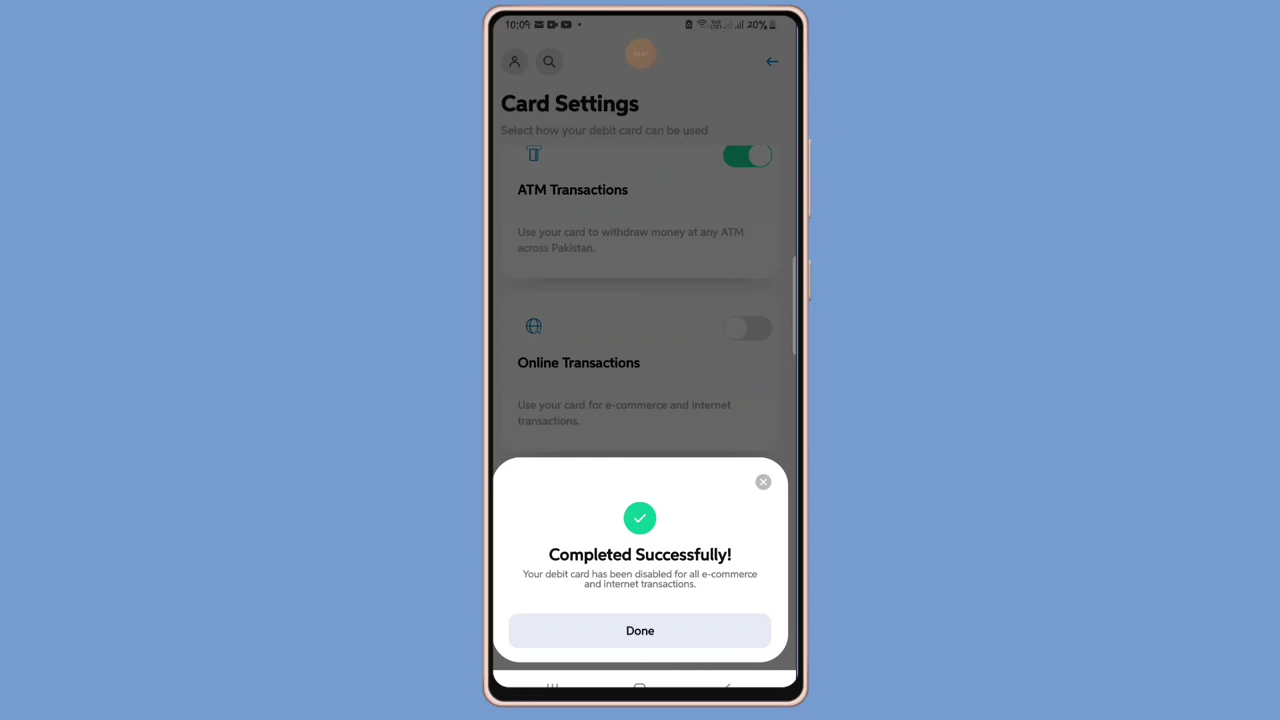 10:09
20%
Card Settings
Select how your debit card can be used
ATM Transactions
Use your card to withdraw money at any ATM
across Pakistan.
Online Transactions
Use your card for e-commerce and internet
transactions.
Completed Successfully!
Your debit card has been disabled for all e-commerce
and internet transactions.
Done